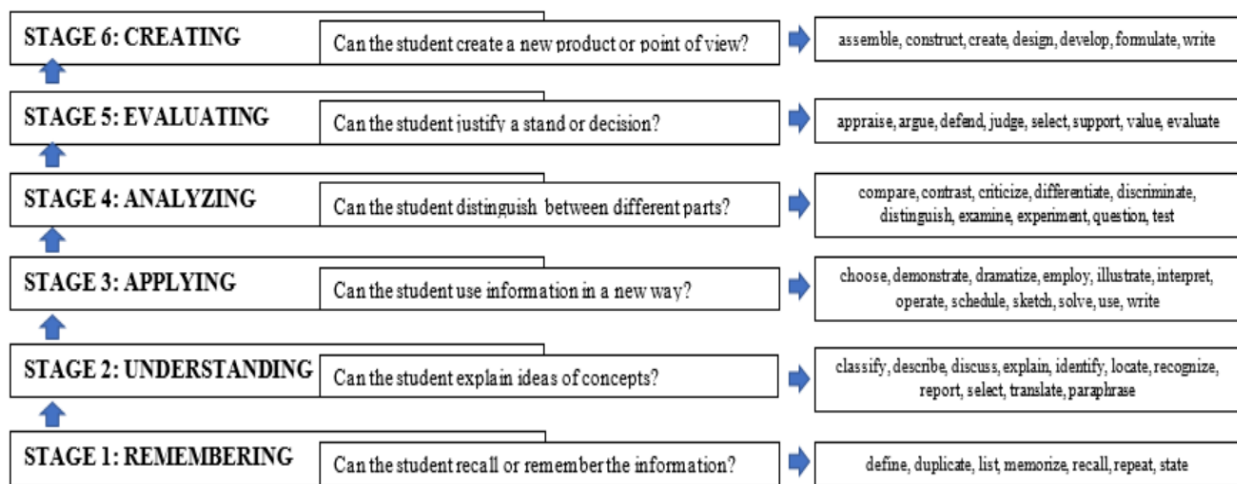 STAGE 6: CREATING
Can the student create a new product or point of view?
assemble, construct, create, design, develop, formulate, write
STAGE 5: EVALUATING
Can the student justify a stand or decision?
appraise, argue, defend, judge, select, support, value, evaluate
STAGE 4: ANALYZING
Can the student distinguish between different parts?
compare, contrast, criticize, differentiate, discriminate,
distinguish, examine, experiment, question, test
STAGE 3: APPLYING
Can the student use information in a new way?
choose, demonstrate, dramatize, employ, illustrate, interpret,
operate, schedule, sketch, solve, use, write
STAGE 2: UNDERSTANDING
Can the student explain ideas of concepts?
classify, describe, discuss, explain, identify, locate, recognize,
report, select, translate, paraphrase
STAGE 1: REMEMBERING
Can the student recall or remember the information?
define, duplicate, list, memorize, recall, repeat, state